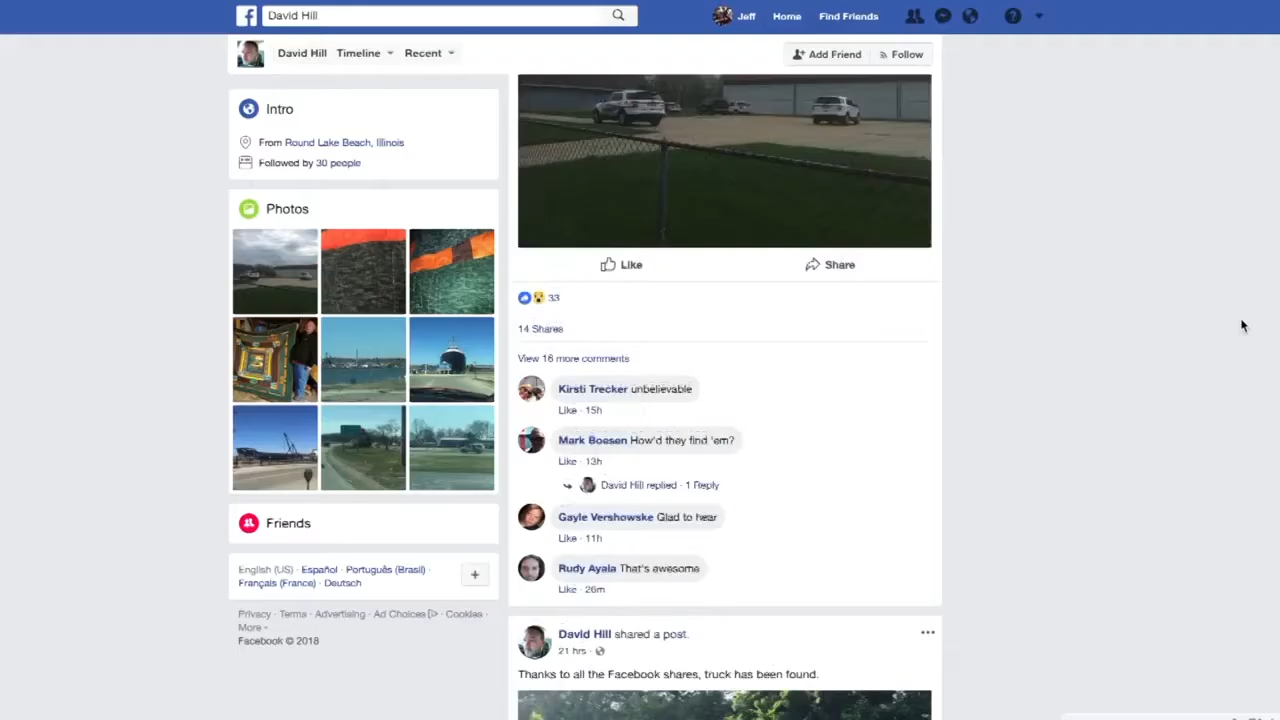 David Hill
Jeff
Home
Find Friends
David Hill
Timeline
Recent
Add Friend
Follow
Intro
From Round Lake Beach, Illinois
Followed by 30 people
Photos
Friends
English (US) · Español · Português (Brasil) ·
Français (France) · Deutsch
+
Privacy · Terms · Advertising · Ad Choices · Cookies ·
More
Facebook © 2018
Like
Share
33
14 Shares
View 16 more comments
Kirsti Trecker unbelievable
Like · 15h
Mark Boesen How'd they find 'em?
Like · 13h
David Hill replied · 1 Reply
Gayle Vershowske Glad to hear
Like · 11h
Rudy Ayala That's awesome
Like · 26m
David Hill shared a post.
21 hrs ·
Thanks to all the Facebook shares, truck has been found.